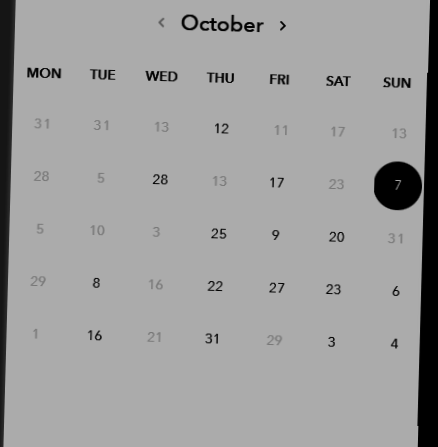 ‹ October ›
MON TUE WED THU FRI SAT SUN
31 31 13 12 11 17 13
28 5 28 13 17 23 7
5 10 3 25 9 20 31
29 8 16 22 27 23 6
1 16 21 31 29 3 4